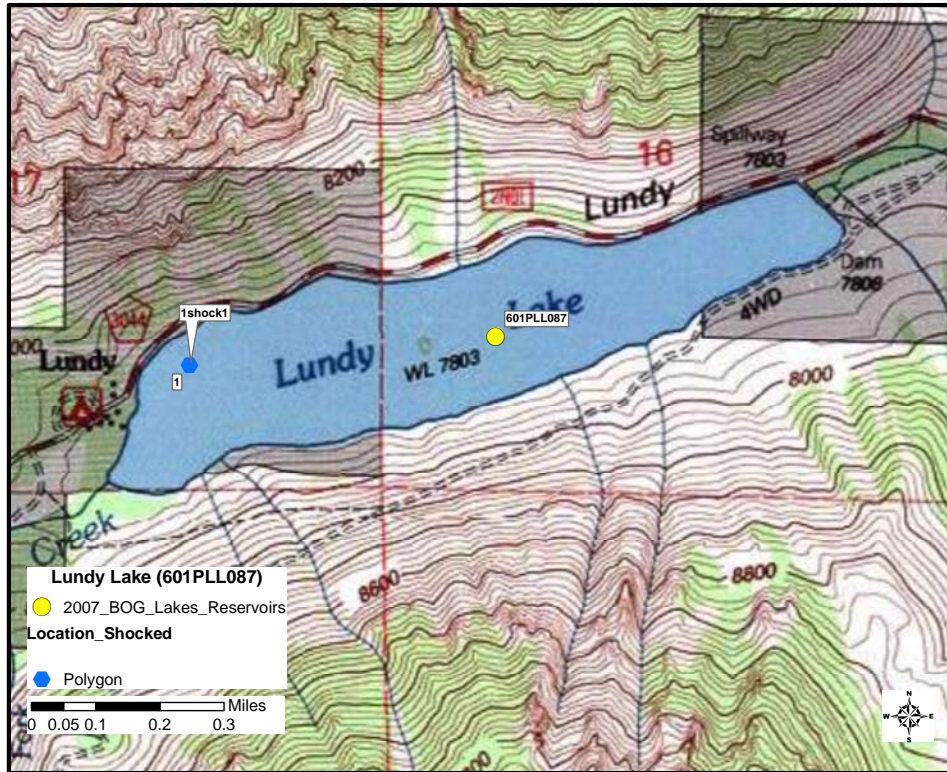 Spillway
7803
16
17
8200
2N01
Lundy
Dam
7808
1shock1
601PLL087
Lake
4WD
3044
000
Lundy
1
Lundy
WL 7803
8000
Creek
8600
8800
Lundy Lake (601PLL087)
2007_BOG_Lakes_Reservoirs
Location_Shocked
Polygon
Miles
0 0.05 0.1 0.2 0.3
N
W E
S